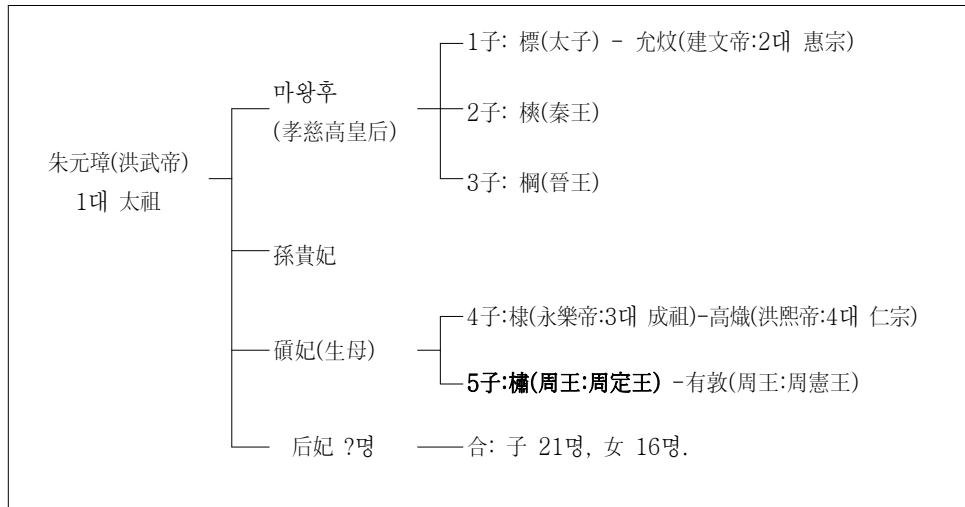 朱元璋(洪武帝)
1대 太祖
마왕후
(孝慈高皇后)
1子: 標(太子) - 允炆(建文帝:2대 惠宗)
2子: 樉(秦王)
3子: 棡(晉王)
孫貴妃
碽妃(生母)
4子:棣(永樂帝:3대 成祖)-高熾(洪熙帝:4대 仁宗)
5子:橚(周王:周定王) -有敦(周王:周憲王)
后妃 ?명
合: 子 21명, 女 16명.